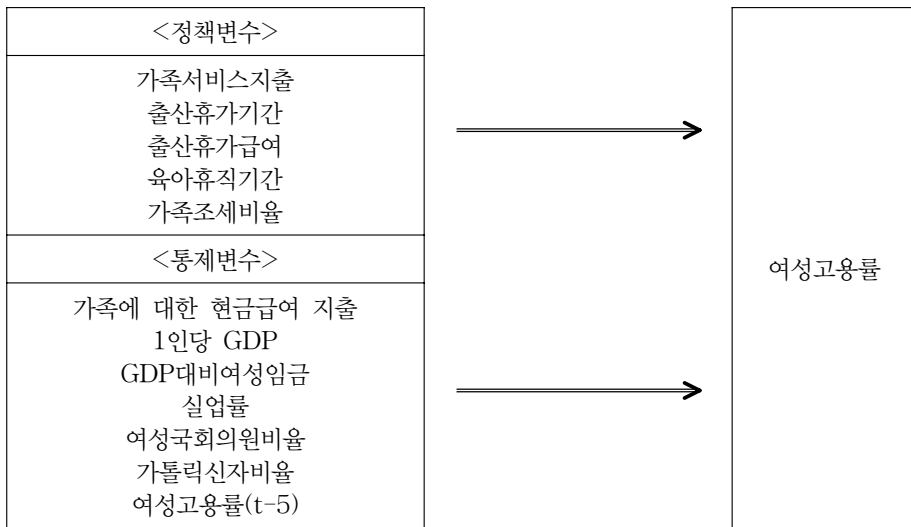 <정책변수>
가족서비스지출
출산휴가기간
출산휴가급여
육아휴직기간
가족조세비율
<통제변수>
가족에 대한 현금급여 지출
1인당 GDP
GDP대비여성임금
실업률
여성국회의원비율
가톨릭신자비율
여성고용률(t-5)
여성고용률